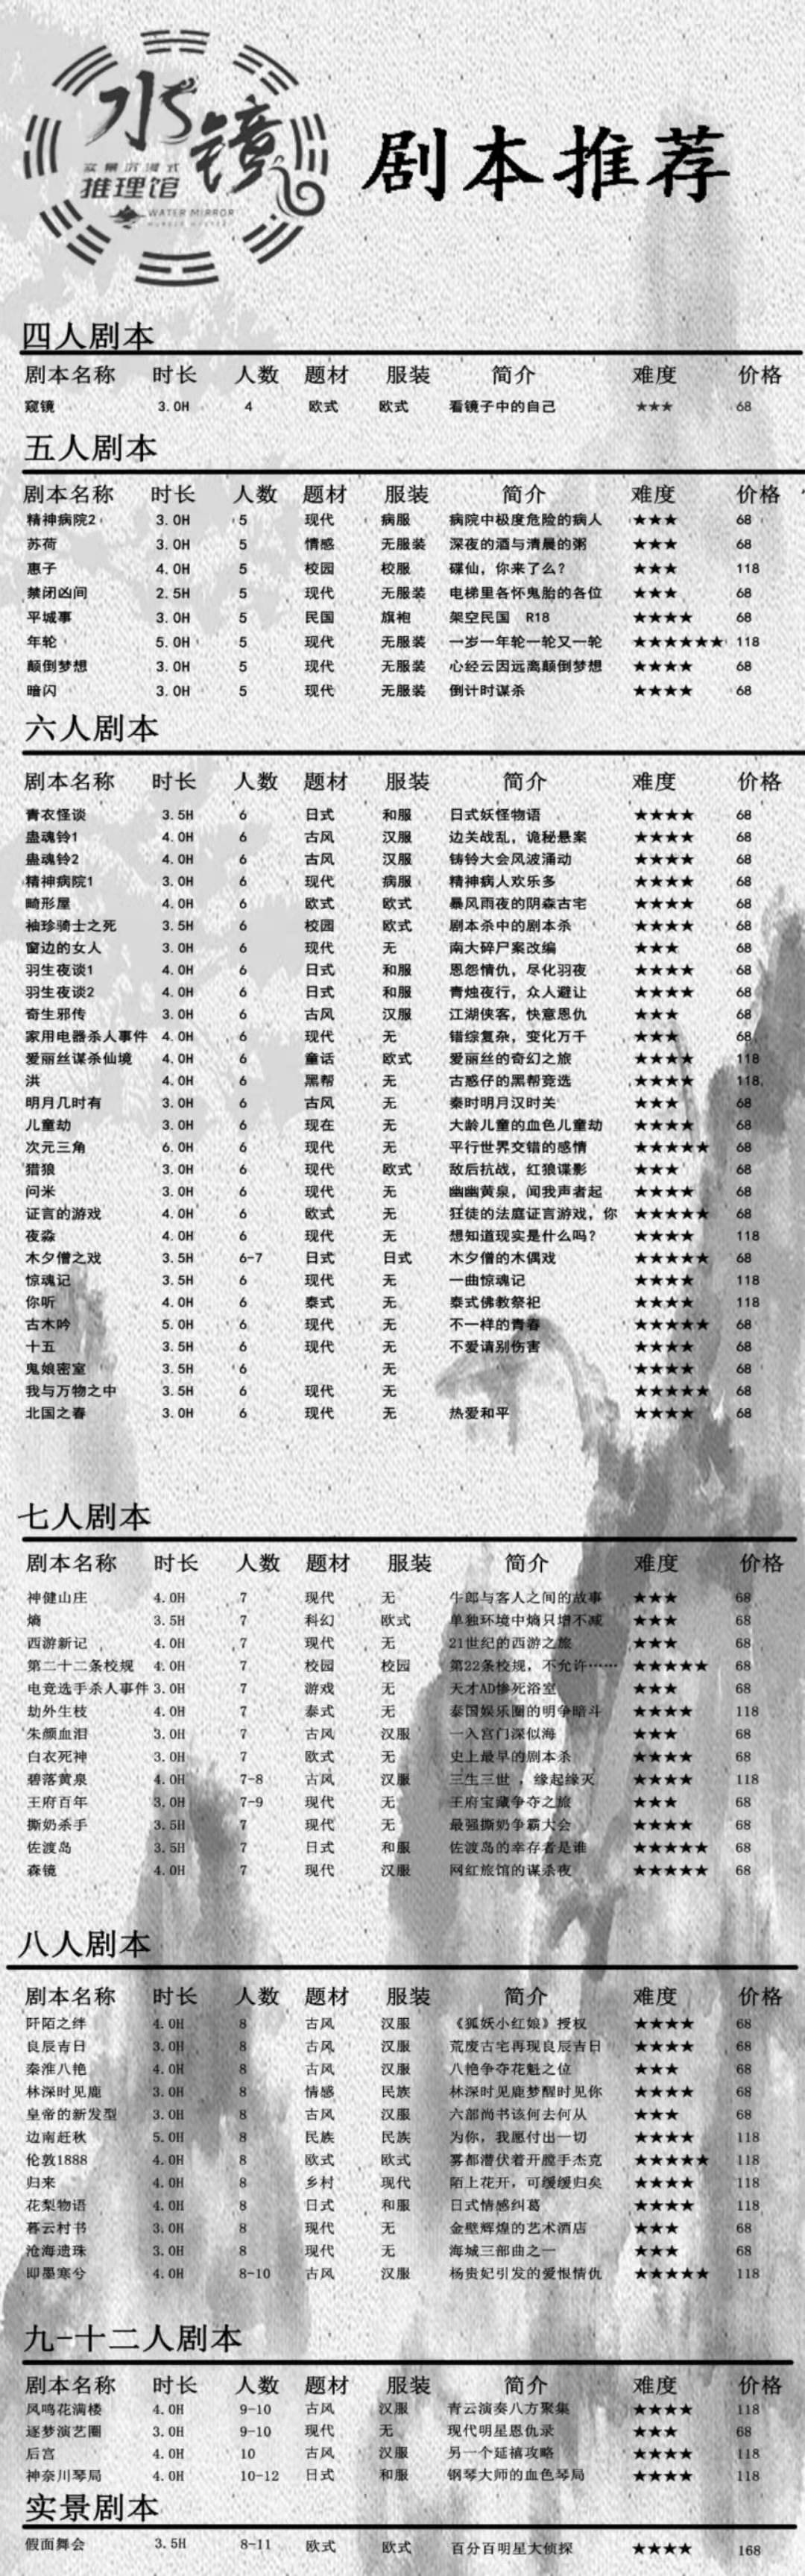 水镜
实景沉浸式
推理馆
WATER MIRROR
剧本推荐
四人剧本
剧本名称 时长 人数 题材 服装 简介 难度 价格
窥镜 3.0H 4 欧式 欧式 看镜子中的自己 ★★★ 68
五人剧本
剧本名称 时长 人数 题材 服装 简介 难度 价格
精神病院2 3.0H 5 现代 病服 病院中极度危险的病人 ★★★ 68
苏荷 3.0H 5 情感 无服装 深夜的酒与清晨的粥 ★★★ 68
惠子 4.0H 5 校园 校服 碟仙，你来了么？ ★★★ 118
禁闭凶间 2.5H 5 现代 无服装 电梯里各怀鬼胎的各位 ★★★ 68
平城事 3.0H 5 民国 旗袍 架空民国 R18 ★★★★ 68
年轮 5.0H 5 现代 无服装 一岁一年轮一轮又一轮 ★★★★★★ 118
颠倒梦想 3.0H 5 现代 无服装 心经云因远离颠倒梦想 ★★★★ 68
暗闪 3.0H 5 现代 无服装 倒计时谋杀 ★★★★ 68
六人剧本
剧本名称 时长 人数 题材 服装 简介 难度 价格
青衣怪谈 3.5H 6 日式 和服 日式妖怪物语 ★★★★ 68
蛊魂铃1 4.0H 6 古风 汉服 边关战乱，诡秘悬案 ★★★★ 68
蛊魂铃2 4.0H 6 古风 汉服 铸铃大会风波涌动 ★★★★ 68
精神病院1 3.0H 6 现代 病服 精神病人欢乐多 ★★★★ 68
畸形屋 4.0H 6 欧式 欧式 暴风雨夜的阴森古宅 ★★★★ 68
袖珍骑士之死 3.5H 6 校园 欧式 剧本杀中的剧本杀 ★★★★ 68
窗边的女人 3.0H 6 现代 无 南大碎尸案改编 ★★★ 68
羽生夜谈1 4.0H 6 日式 和服 恩怨情仇，尽化羽夜 ★★★★ 68
羽生夜谈2 4.0H 6 日式 和服 青烛夜行，众人避让 ★★★★ 68
奇生邪传 3.0H 6 古风 汉服 江湖侠客，快意恩仇 ★★★ 68
家用电器杀人事件 4.0H 6 现代 无 错综复杂，变化万千 ★★★ 68
爱丽丝谋杀仙境 4.0H 6 童话 欧式 爱丽丝的奇幻之旅 ★★★★ 118
洪 4.0H 6 黑帮 无 古惑仔的黑帮竞选 ★★★★ 118
明月几时有 3.0H 6 古风 无 秦时明月汉时关 ★★★ 68
儿童劫 3.0H 6 现在 无 大龄儿童的血色儿童劫 ★★★★ 68
次元三角 6.0H 6 现代 无 平行世界交错的感情 ★★★★★ 68
猎狼 3.0H 6 现代 欧式 敌后抗战，红狼谍影 ★★★ 68
问米 3.0H 6 现代 无 幽幽黄泉，闻我声者起 ★★★★ 68
证言的游戏 4.0H 6 欧式 无 狂徒的法庭证言游戏，你 ★★★★★ 68
夜淼 4.0H 6 现代 无 想知道现实是什么吗？ ★★★★ 118
木夕僧之戏 3.5H 6-7 日式 日式 木夕僧的木偶戏 ★★★★★ 68
惊魂记 3.5H 6 现代 无 一曲惊魂记 ★★★★ 118
你听 4.0H 6 泰式 无 泰式佛教祭祀 ★★★★ 118
古木吟 5.0H 6 现代 无 不一样的青春 ★★★★★ 68
十五 3.5H 6 现代 无 不爱请别伤害 ★★★★ 68
鬼娘密室 3.5H 6 无 ★★★★ 68
我与万物之中 3.5H 6 现代 无 ★★★★★ 68
北国之春 3.0H 6 现代 无 热爱和平 ★★★★ 68
七人剧本
剧本名称 时长 人数 题材 服装 简介 难度 价格
神健山庄 4.0H 7 现代 无 牛郎与客人之间的故事 ★★★ 68
熵 3.5H 7 科幻 欧式 单独环境中熵只增不减 ★★★ 68
西游新记 4.0H 7 现代 无 21世纪的西游之旅 ★★★ 68
第二十二条校规 4.0H 7 校园 校园 第22条校规，不允许…… ★★★★★ 68
电竞选手杀人事件 3.0H 7 游戏 无 天才AD惨死浴室 ★★★ 68
劫外生枝 4.0H 7 泰式 无 泰国娱乐圈的明争暗斗 ★★★★ 118
朱颜血泪 3.0H 7 古风 汉服 一入宫门深似海 ★★★ 68
白衣死神 3.0H 7 欧式 无 史上最早的剧本杀 ★★★★ 68
碧落黄泉 4.0H 7-8 古风 汉服 三生三世 ，缘起缘灭 ★★★★ 118
王府百年 3.0H 7-9 现代 无 王府宝藏争夺之旅 ★★★ 68
撕奶杀手 3.5H 7 现代 无 最强撕奶争霸大会 ★★★★ 68
佐渡岛 3.5H 7 日式 和服 佐渡岛的幸存者是谁 ★★★★★ 68
森镜 4.0H 7 现代 汉服 网红旅馆的谋杀夜 ★★★★★ 68
八人剧本
剧本名称 时长 人数 题材 服装 简介 难度 价格
阡陌之绊 4.0H 8 古风 汉服 《狐妖小红娘》授权 ★★★★ 68
良辰吉日 3.0H 8 古风 汉服 荒废古宅再现良辰吉日 ★★★★ 68
秦淮八艳 4.0H 8 古风 汉服 八艳争夺花魁之位 ★★★ 68
林深时见鹿 3.0H 8 情感 民族 林深时见鹿梦醒时见你 ★★★★ 68
皇帝的新发型 3.0H 8 古风 汉服 六部尚书该何去何从 ★★★ 68
边南赶秋 5.0H 8 民族 民族 为你，我愿付出一切 ★★★★ 118
伦敦1888 4.0H 8 欧式 欧式 雾都潜伏着开膛手杰克 ★★★★★ 118
归来 4.0H 8 乡村 现代 陌上花开，可缓缓归矣 ★★★★ 118
花梨物语 4.0H 8 日式 和服 日式情感纠葛 ★★★★ 118
暮云村书 3.0H 8 现代 无 金壁辉煌的艺术酒店 ★★★ 68
沧海遗珠 3.0H 8 现代 无 海城三部曲之一 ★★★ 68
即墨寒兮 4.0H 8-10 古风 汉服 杨贵妃引发的爱恨情仇 ★★★★★ 118
九-十二人剧本
剧本名称 时长 人数 题材 服装 简介 难度 价格
凤鸣花满楼 4.0H 9-10 古风 汉服 青云演奏八方聚集 ★★★★ 118
逐梦演艺圈 3.0H 9-10 现代 无 现代明星恩仇录 ★★★ 68
后宫 4.0H 10 古风 汉服 另一个延禧攻略 ★★★★ 118
神奈川琴局 4.0H 10-12 日式 和服 钢琴大师的血色琴局 ★★★★ 118
实景剧本
假面舞会 3.5H 8-11 欧式 欧式 百分百明星大侦探 ★★★★ 168